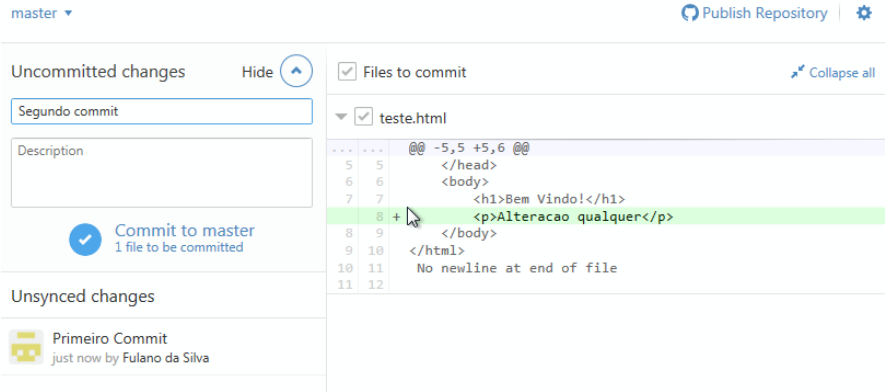 master
Publish Repository
Uncommitted changes
Hide
Segundo commit
Description
Commit to master
1 file to be committed
Unsynced changes
Primeiro Commit
just now by Fulano da Silva
Files to commit
Collapse all
teste.html
... ... @@ -5,5 +5,6 @@
5 5 </head>
6 6 <body>
7 7 <h1>Bem Vindo!</h1>
8 + <p>Alteracao qualquer</p>
8 9 </body>
9 10 </html>
10 11 No newline at end of file
11 12